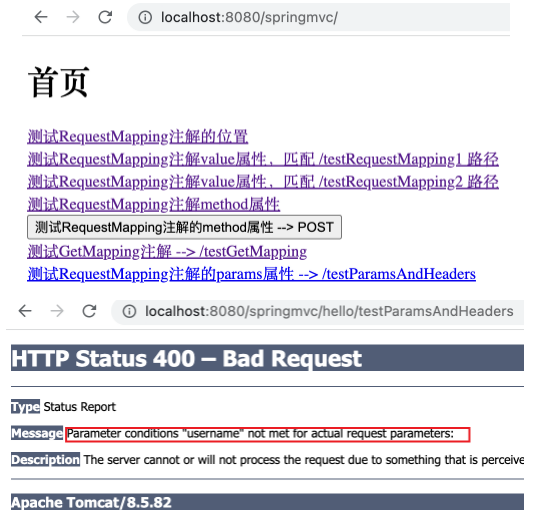 localhost:8080/springmvc/
首页
测试RequestMapping注解的位置
测试RequestMapping注解value属性，匹配 /testRequestMapping1 路径
测试RequestMapping注解value属性，匹配 /testRequestMapping2 路径
测试RequestMapping注解method属性
测试RequestMapping注解的method属性 --> POST
测试GetMapping注解 --> /testGetMapping
测试RequestMapping注解的params属性 --> /testParamsAndHeaders
localhost:8080/springmvc/hello/testParamsAndHeaders
HTTP Status 400 – Bad Request
Type Status Report
Message Parameter conditions "username" not met for actual request parameters:
Description The server cannot or will not process the request due to something that is perceive
Apache Tomcat/8.5.82